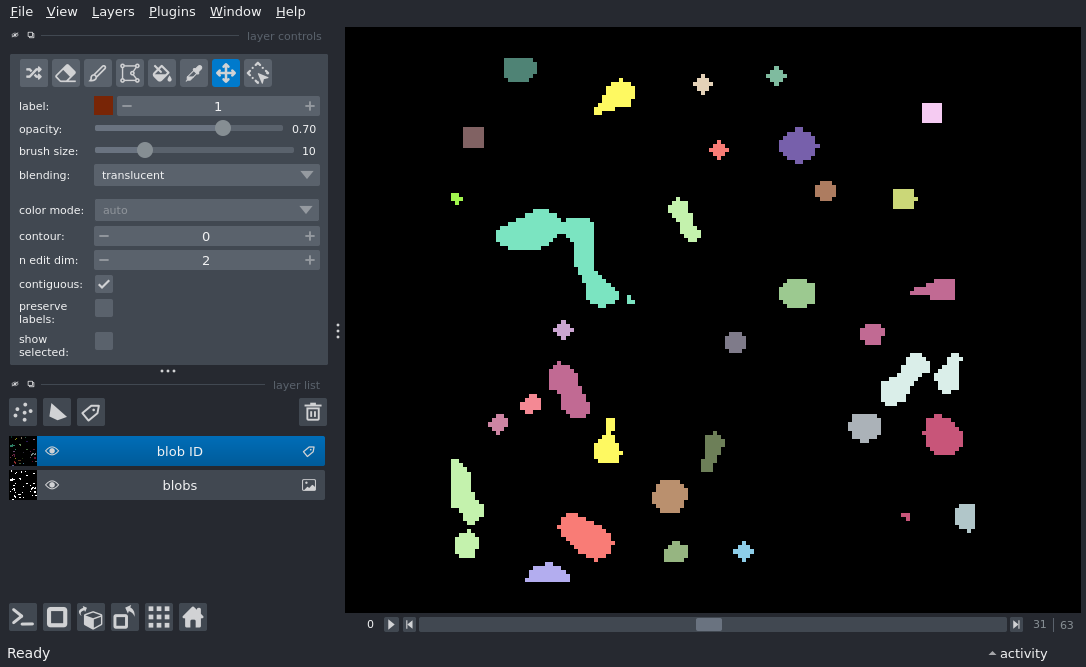 File View Layers Plugins Window Help
layer controls
label: 1
opacity: 0.70
brush size: 10
blending: translucent
color mode: auto
contour: 0
n edit dim: 2
contiguous:
preserve
labels:
show
selected:
layer list
blob ID
blobs
0 31 63
Ready activity